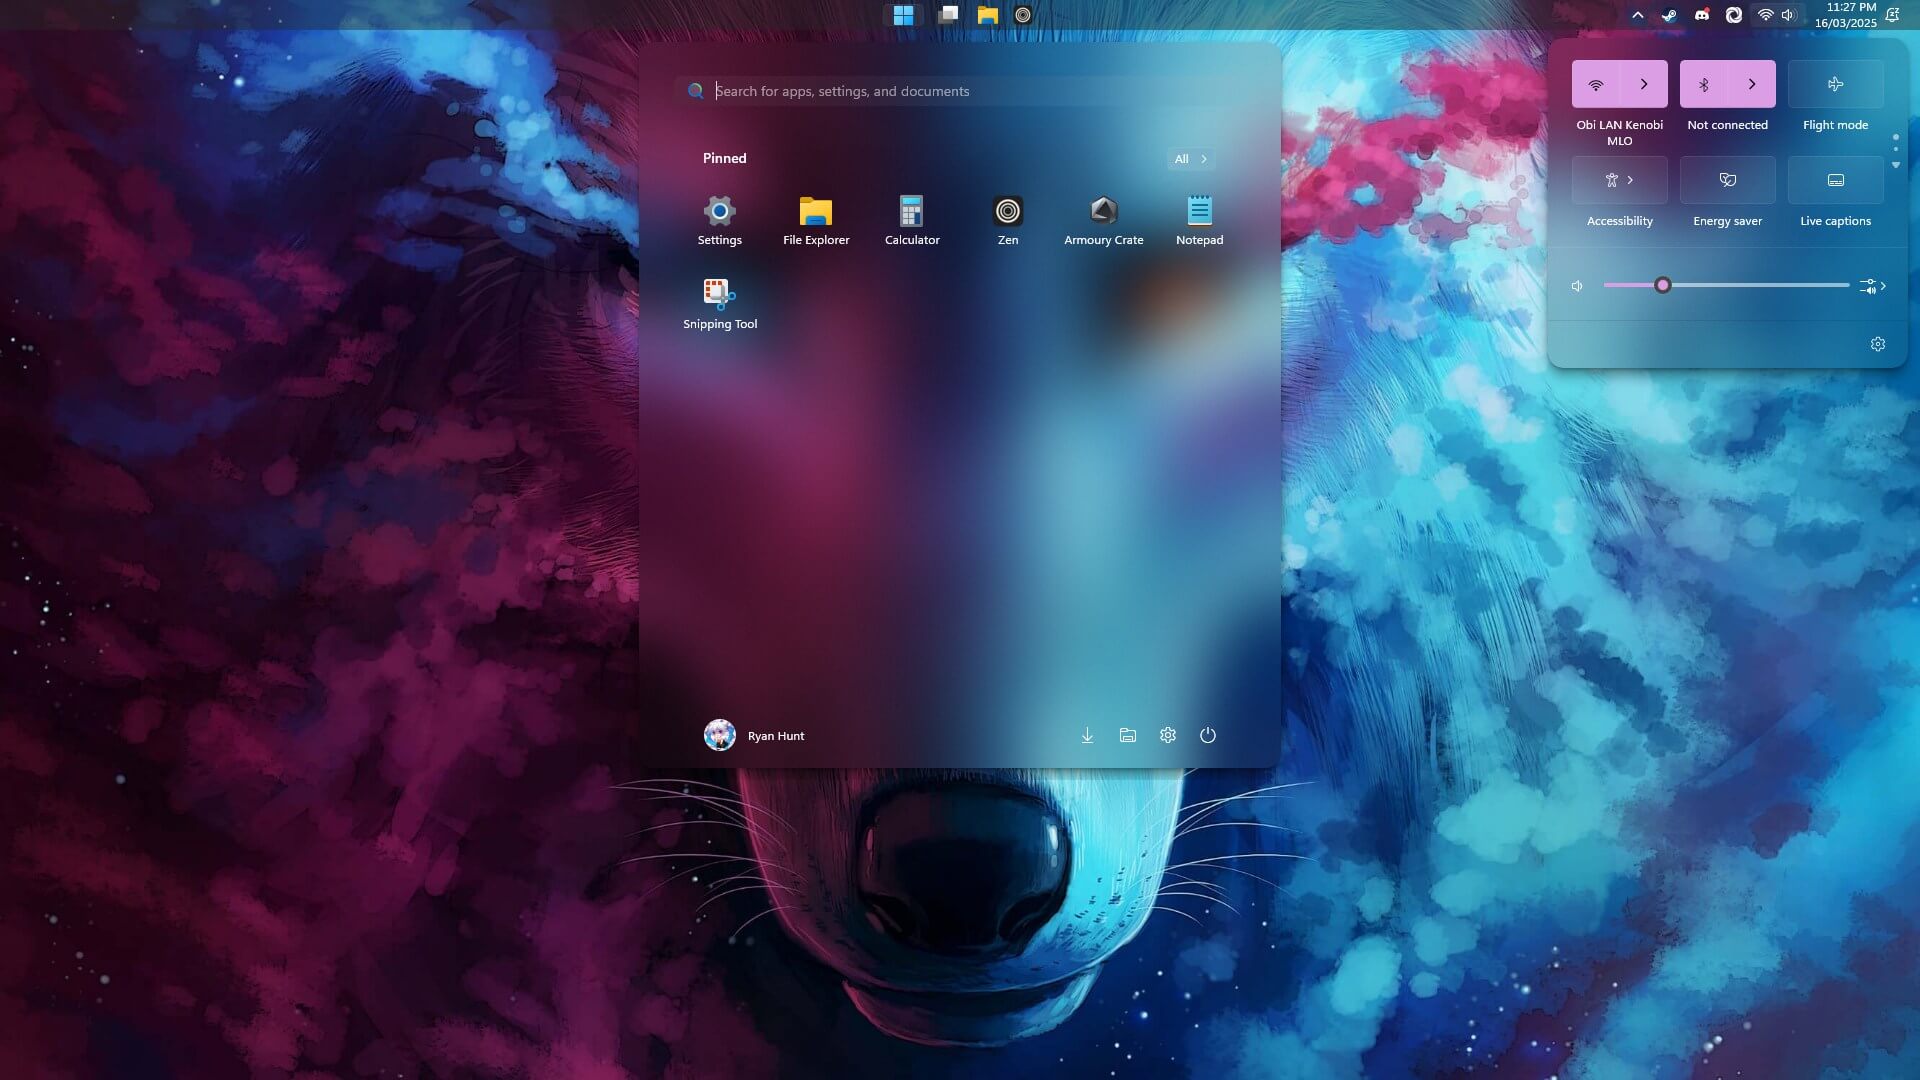 11:27 PM
16/03/2025
Search for apps, settings, and documents
Pinned
All
Settings
File Explorer
Calculator
Zen
Armoury Crate
Notepad
Snipping Tool
Ryan Hunt
Obi LAN Kenobi
MLO
Not connected
Flight mode
Accessibility
Energy saver
Live captions